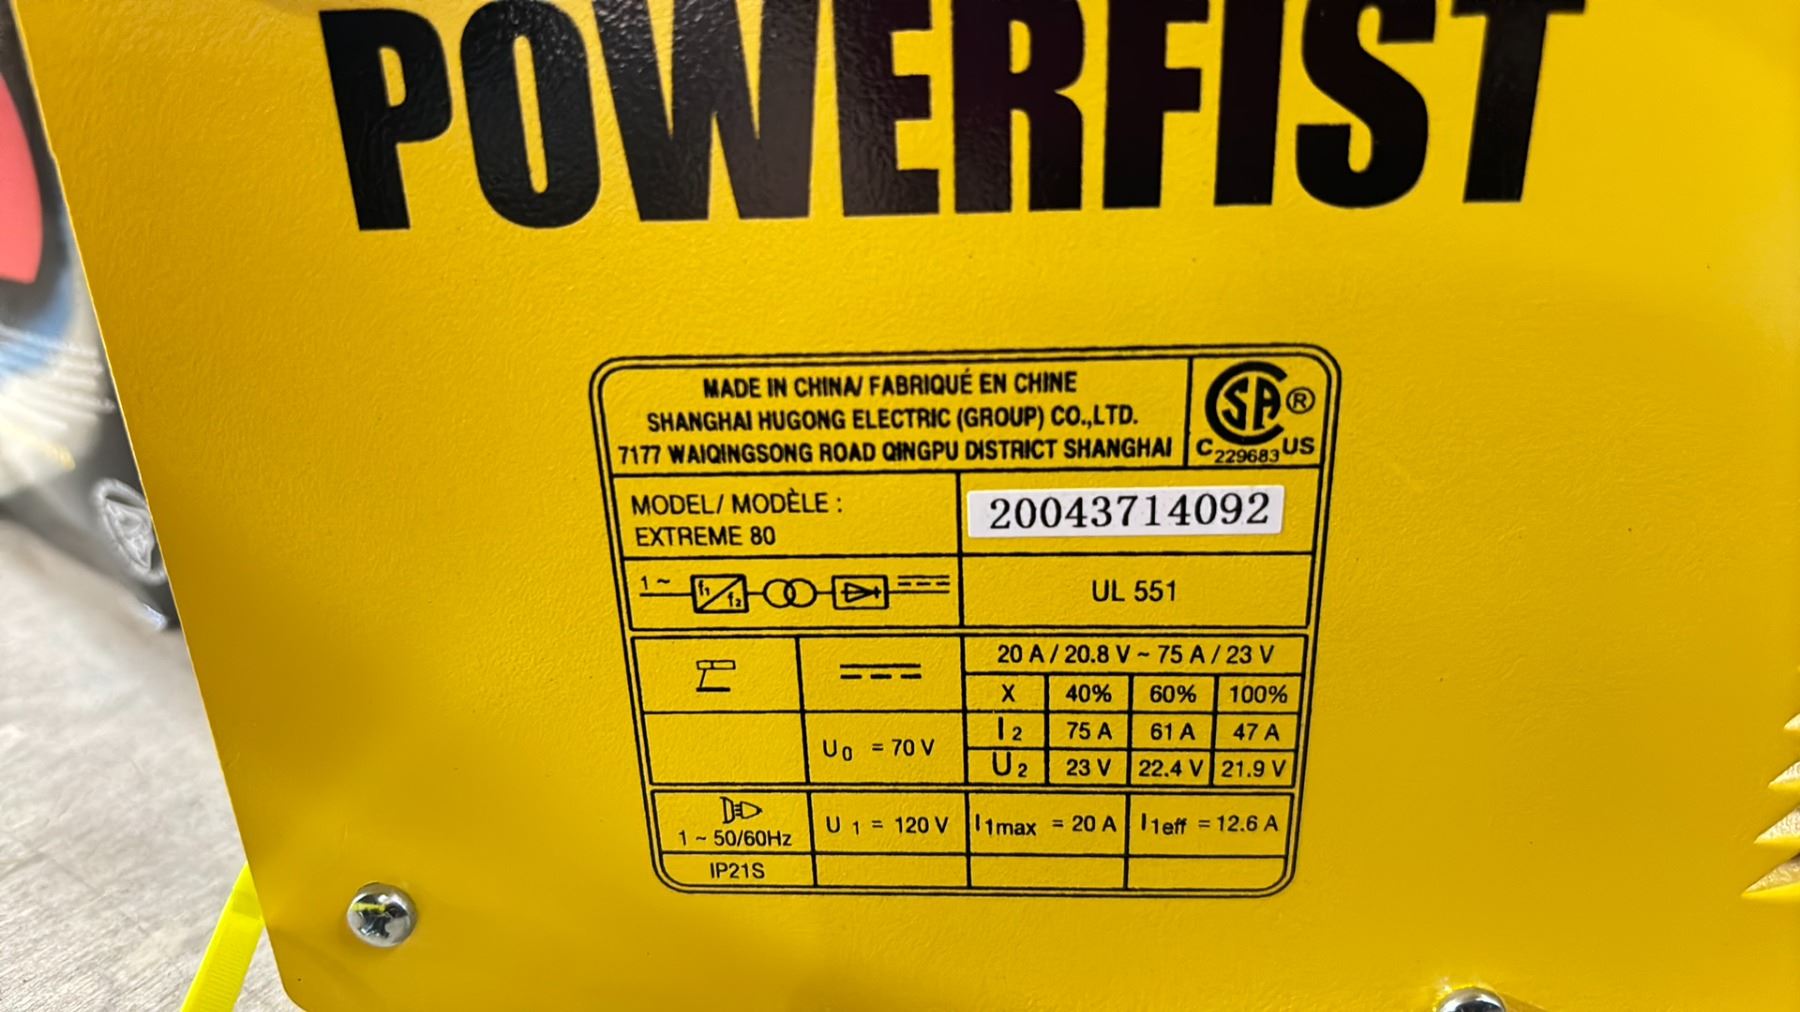 POWERFIST
MADE IN CHINA/ FABRIQUÉ EN CHINE
SHANGHAI HUGONG ELECTRIC (GROUP) CO.,LTD.
7177 WAIQINGSONG ROAD QINGPU DISTRICT SHANGHAI
CSA ®
C 229683 US
MODEL/ MODÈLE :
EXTREME 80
20043714092
1 ~ f1 f2
UL 551
20 A / 20.8 V ~ 75 A / 23 V
X 40% 60% 100%
I2 75 A 61 A 47 A
U0 = 70 V
U2 23 V 22.4 V 21.9 V
1 ~ 50/60Hz
U1 = 120 V I1max = 20 A I1eff = 12.6 A
IP21S